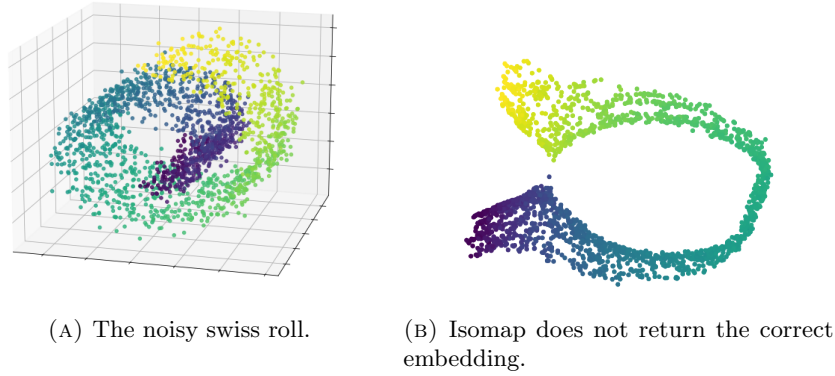 (A) The noisy swiss roll.
(B) Isomap does not return the correct
embedding.